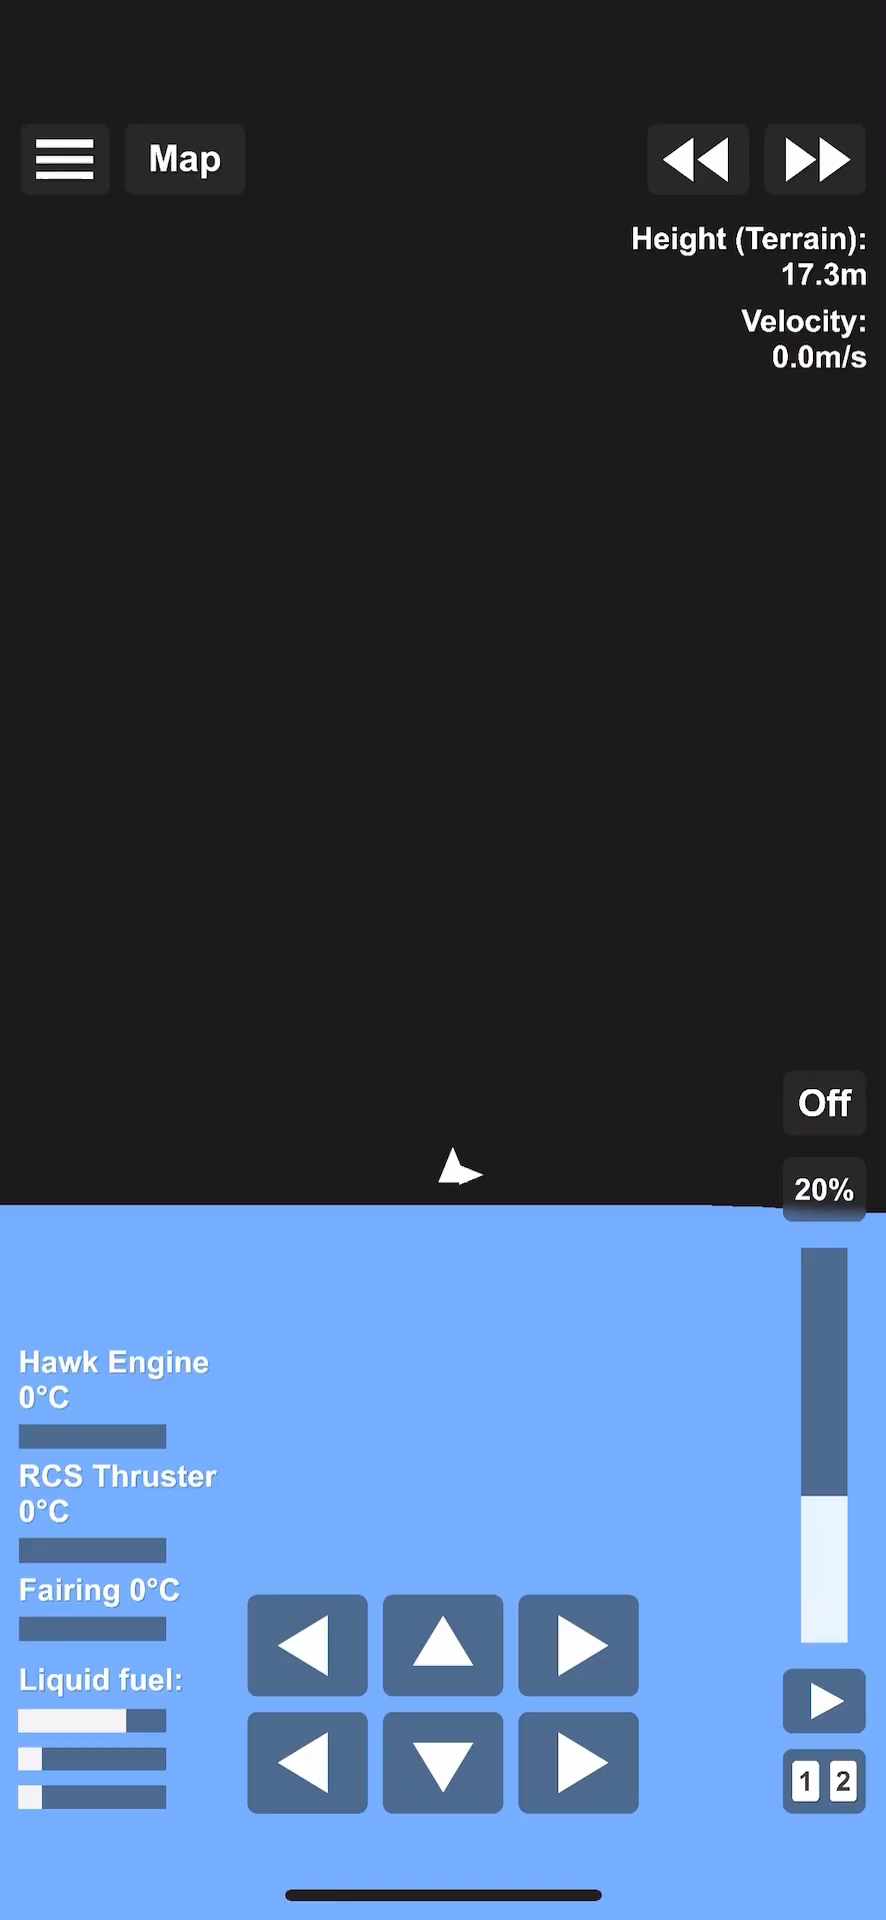 Map
Height (Terrain):
17.3m
Velocity:
0.0m/s
Off
20%
Hawk Engine
0°C
RCS Thruster
0°C
Fairing 0°C
Liquid fuel:
1 2